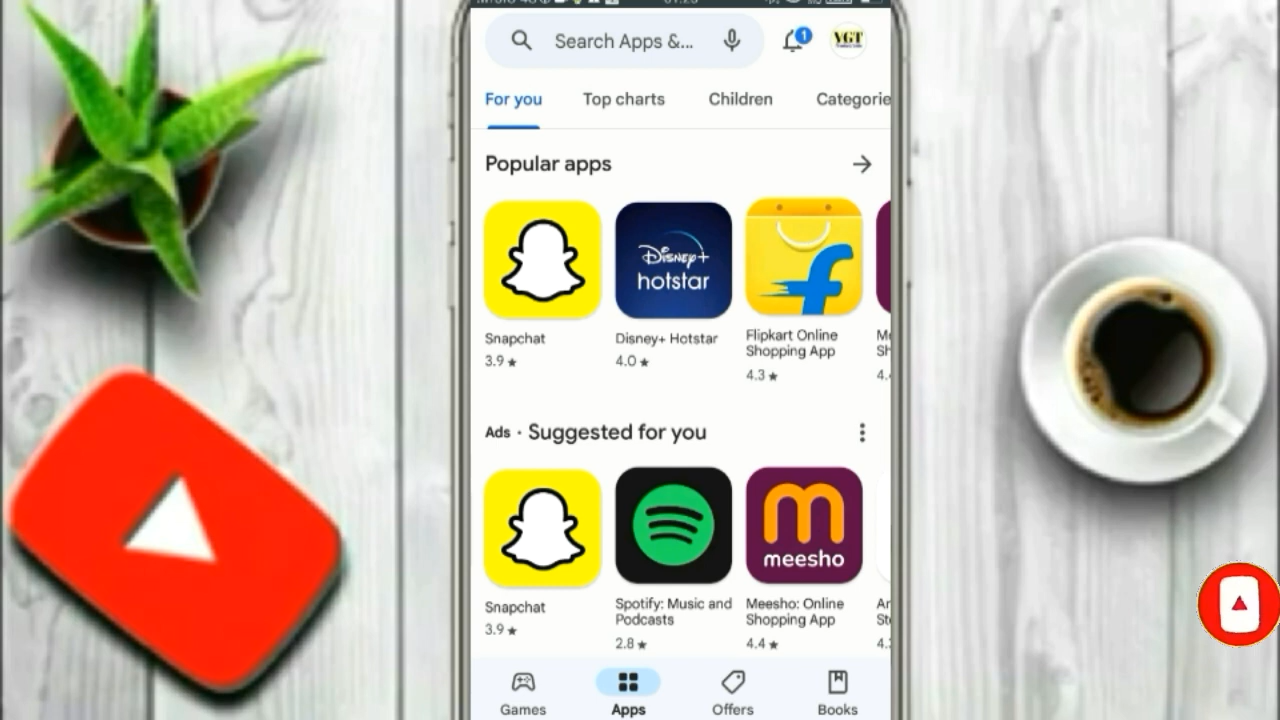 Search Apps &...
1
VGT
For you
Top charts
Children
Categorie
Popular apps
Disney+
hotstar
f
Snapchat
3.9 ★
Disney+ Hotstar
4.0 ★
Flipkart Online
Shopping App
4.3 ★
Ads · Suggested for you
m
meesho
Snapchat
3.9 ★
Spotify: Music and
Podcasts
2.8 ★
Meesho: Online
Shopping App
4.4 ★
Games
Apps
Offers
Books